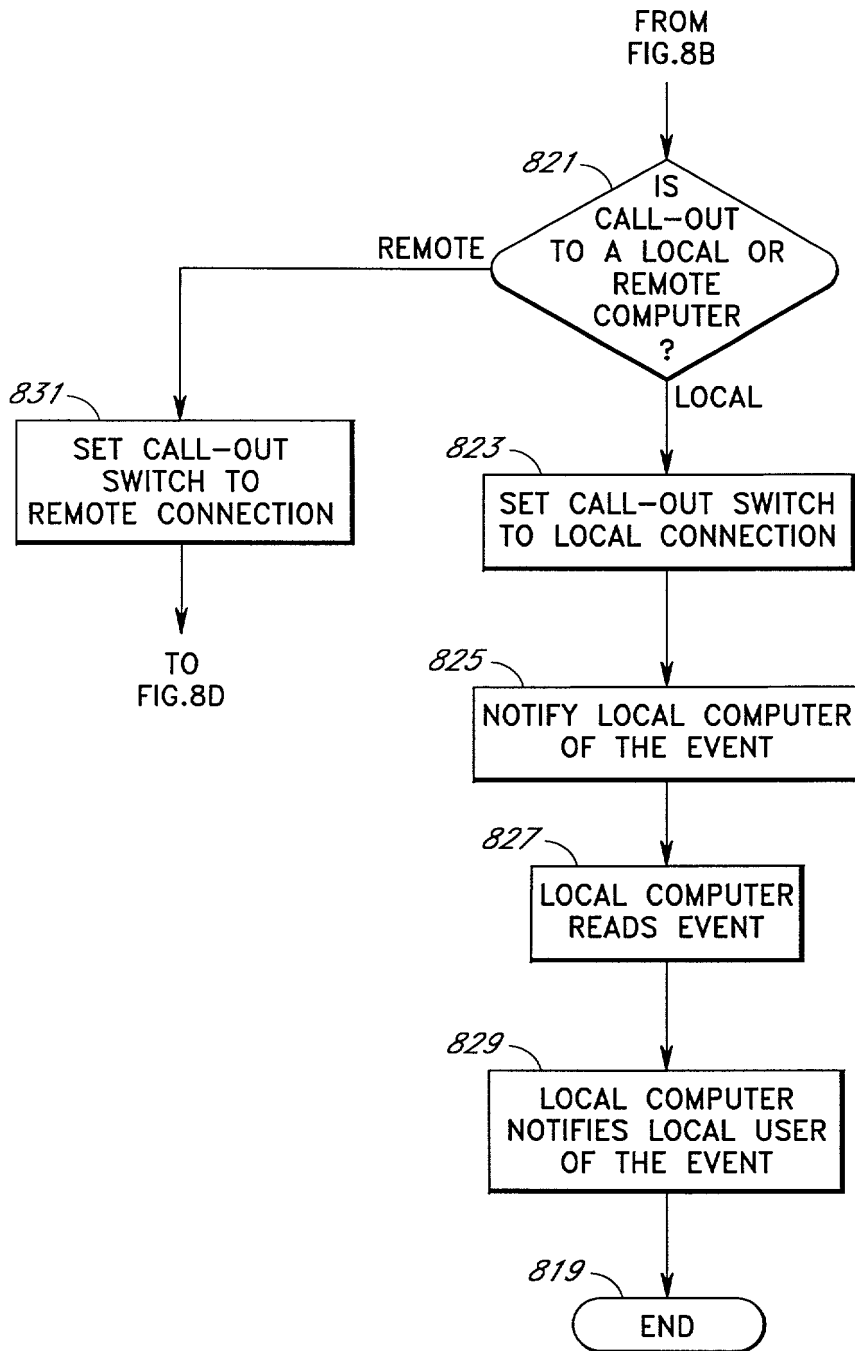 FROM
FIG.8B
821
IS
CALL-OUT
TO A LOCAL OR
REMOTE
COMPUTER
?
REMOTE
LOCAL
831
SET CALL-OUT
SWITCH TO
REMOTE CONNECTION
TO
FIG.8D
823
SET CALL-OUT SWITCH
TO LOCAL CONNECTION
825
NOTIFY LOCAL COMPUTER
OF THE EVENT
827
LOCAL COMPUTER
READS EVENT
829
LOCAL COMPUTER
NOTIFIES LOCAL USER
OF THE EVENT
819
END